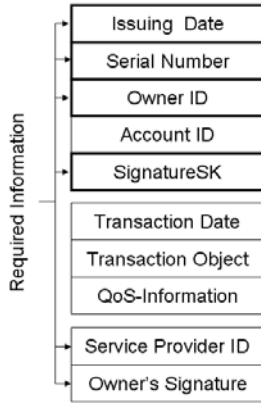 Required Information
Issuing Date
Serial Number
Owner ID
Account ID
SignatureSK
Transaction Date
Transaction Object
QoS-Information
Service Provider ID
Owner's Signature